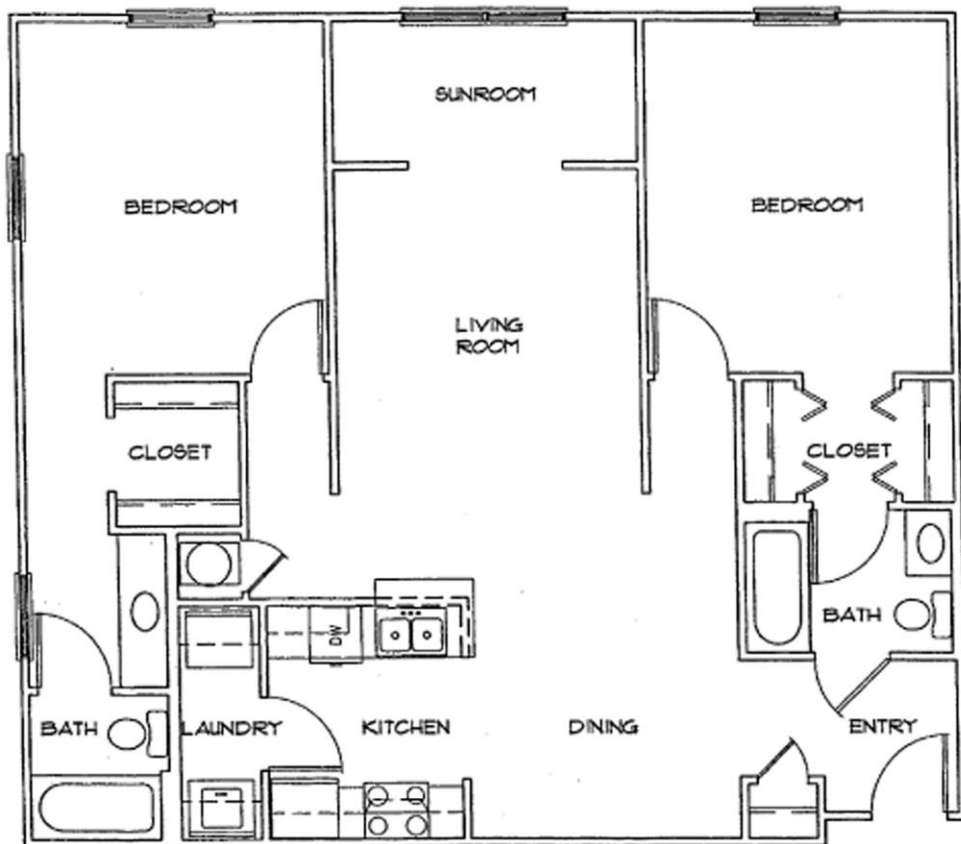 SUNROOM
BEDROOM
BEDROOM
LIVING
ROOM
CLOSET
CLOSET
DW
BATH
BATH
LAUNDRY
KITCHEN
DINING
ENTRY